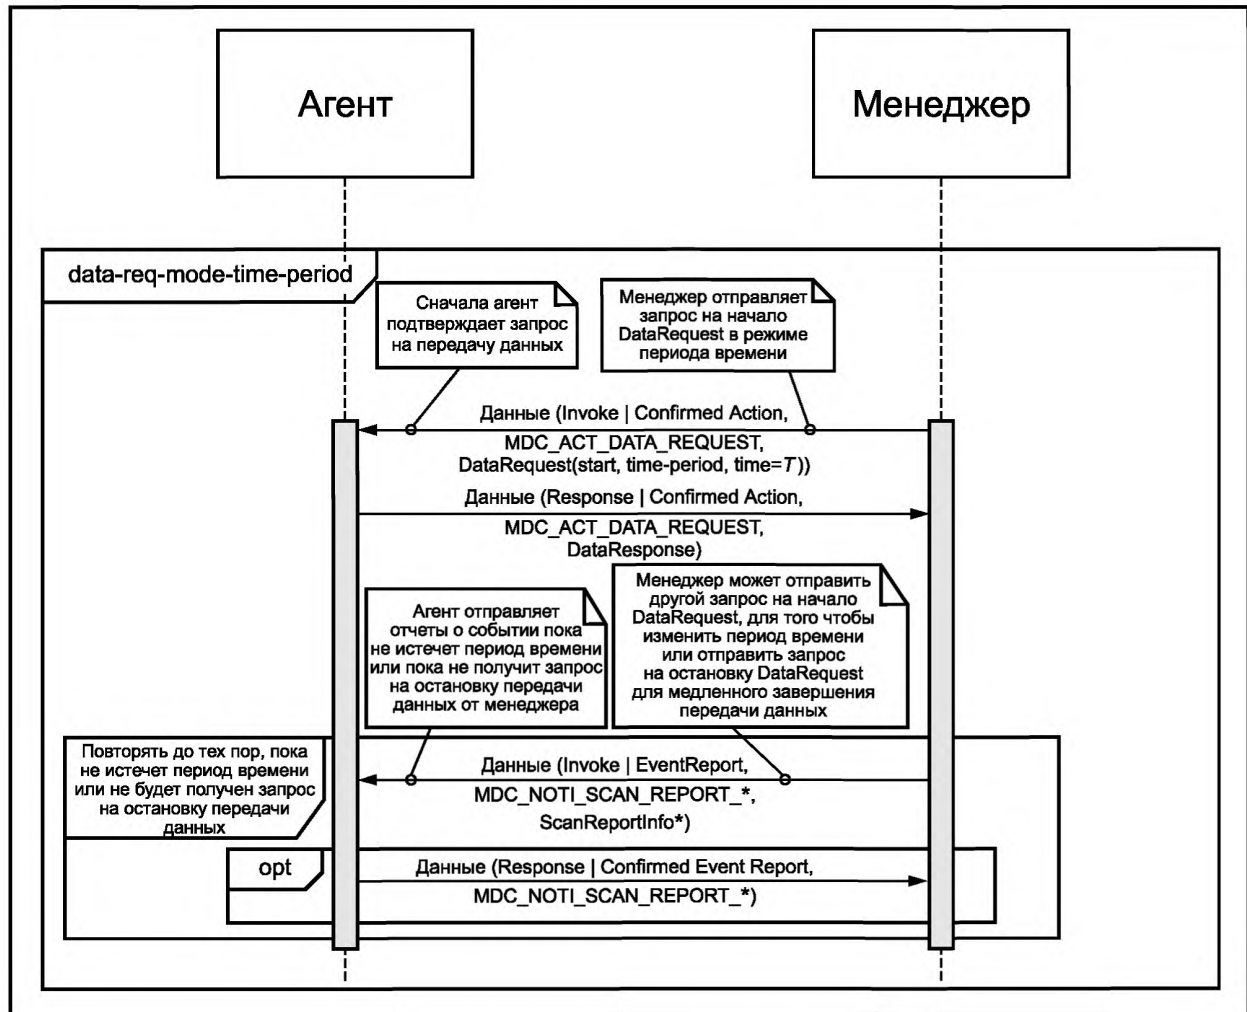 Агент
Менеджер
data-req-mode-time-period
Сначала агент
подтверждает запрос
на передачу данных
Менеджер отправляет
запрос на начало
DataRequest в режиме
периода времени
Данные (Invoke | Confirmed Action,
MDC_ACT_DATA_REQUEST,
DataRequest(start, time-period, time=T))
Данные (Response | Confirmed Action,
MDC_ACT_DATA_REQUEST,
DataResponse)
Агент отправляет
отчеты о событии пока
не истечет период времени
или пока не получит запрос
на остановку передачи
данных от менеджера
Менеджер может отправить
другой запрос на начало
DataRequest, для того чтобы
изменить период времени
или отправить запрос
на остановку DataRequest
для медленного завершения
передачи данных
Повторять до тех пор, пока
не истечет период времени
или не будет получен запрос
на остановку передачи
данных
Данные (Invoke | EventReport,
MDC_NOTI_SCAN_REPORT_*,
ScanReportInfo*)
opt
Данные (Response | Confirmed Event Report,
MDC_NOTI_SCAN_REPORT_*)